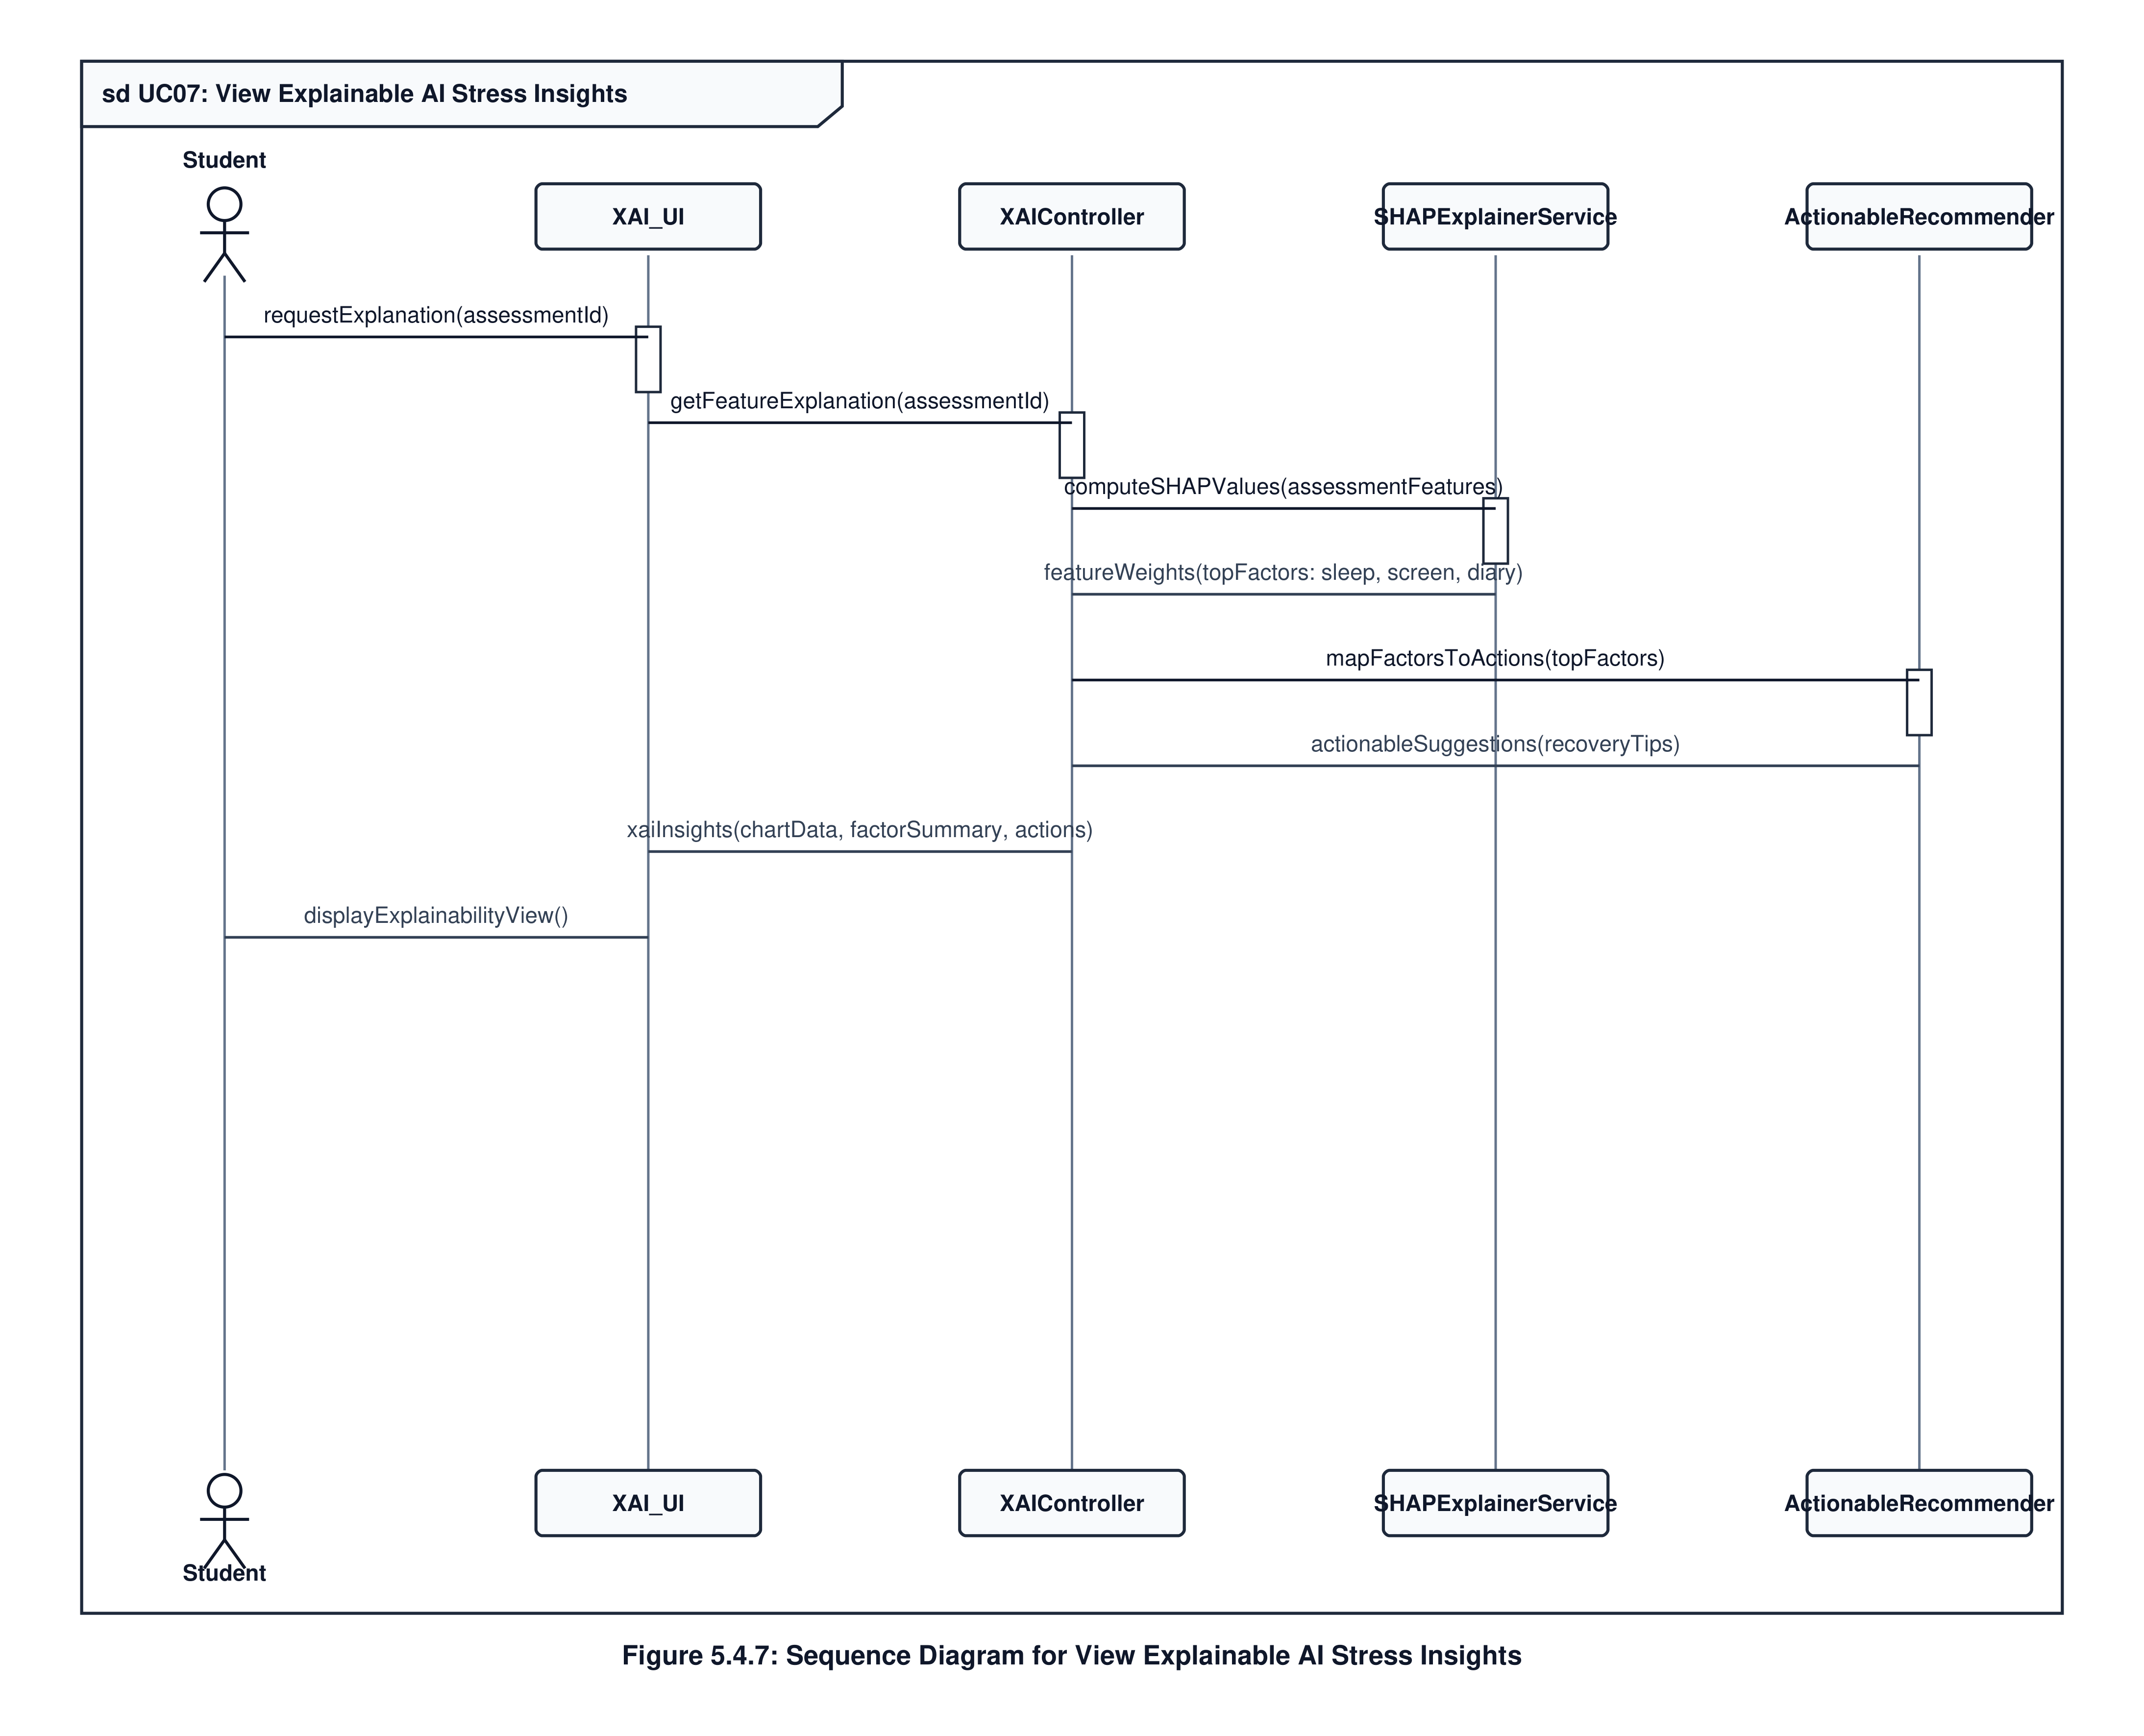 sd UC07: View Explainable AI Stress Insights
Student
XAI_UI
XAIController
SHAPExplainerService
ActionableRecommender
requestExplanation(assessmentId)
getFeatureExplanation(assessmentId)
computeSHAPValues(assessmentFeatures)
featureWeights(topFactors: sleep, screen, diary)
mapFactorsToActions(topFactors)
actionableSuggestions(recoveryTips)
xaiInsights(chartData, factorSummary, actions)
displayExplainabilityView()
XAI_UI
XAIController
SHAPExplainerService
ActionableRecommender
Student
Figure 5.4.7: Sequence Diagram for View Explainable AI Stress Insights